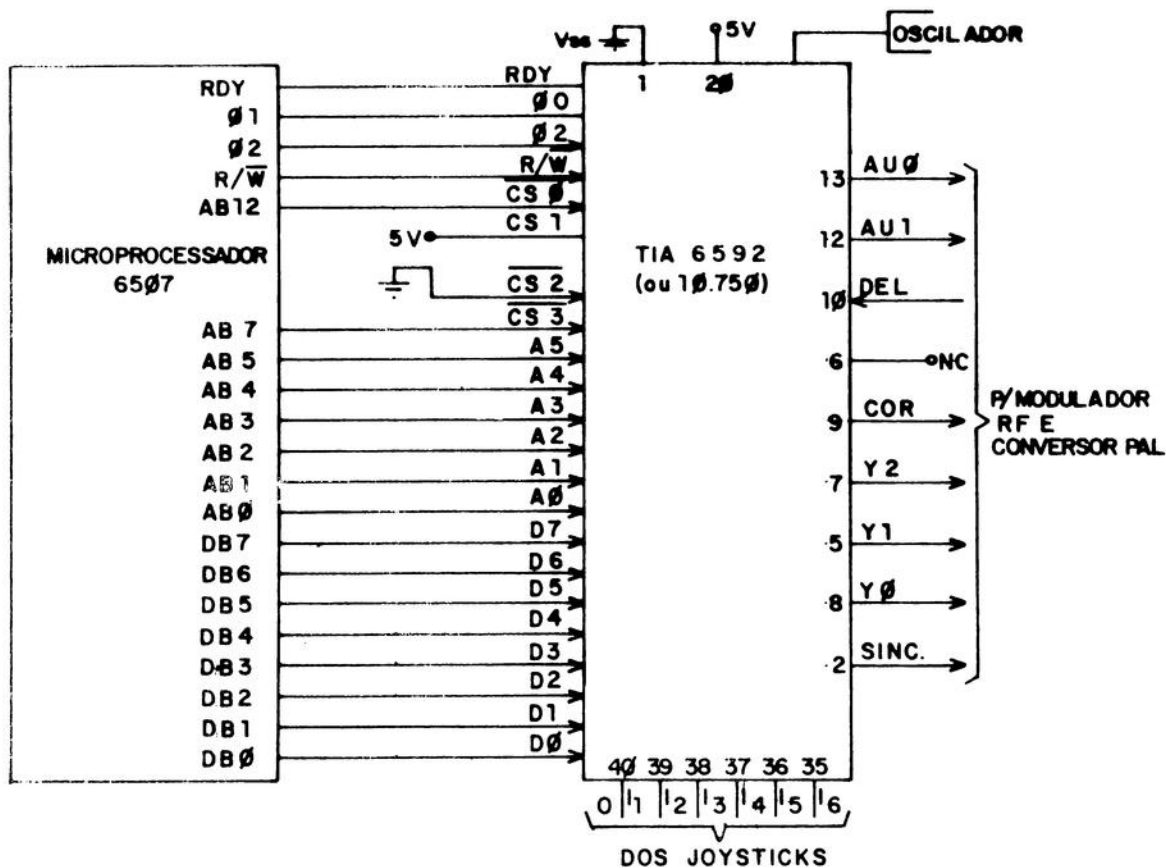 Vss
5V
OSCILADOR
RDY
Ø1
Ø2
R/W̅
AB12
MICROPROCESSADOR
65Ø7
AB 7
AB 5
AB 4
AB 3
AB 2
AB 1
ABØ
DB7
DB6
DB5
DB4
DB3
DB2
DB1
DBØ
RDY
ØO
Ø2
R/W̅
CS Ø
CS 1
5V
CS 2
CS 3
A5
A4
A3
A2
A1
AØ
D7
D6
D5
D4
D3
D2
D1
DØ
1
2Ø
TIA 6592
(ou 1Ø.75Ø)
13 AUØ
12 AU1
1Ø DEL
6 NC
9 COR
7 Y2
5 Y1
8 YØ
2 SINC.
P/MODULADOR
RF E
CONVERSOR PAL
4Ø 39 38 37 36 35
O I1 I2 I3 I4 I5 I6
DOS JOYSTICKS